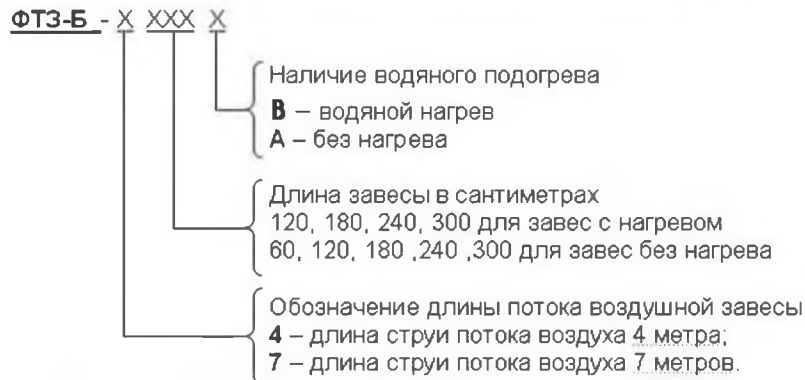 ФТЗ-Б - X XXX X
Наличие водяного подогрева
В – водяной нагрев
А – без нагрева
Длина завесы в сантиметрах
120, 180, 240, 300 для завес с нагревом
60, 120, 180 ,240 ,300 для завес без нагрева
Обозначение длины потока воздушной завесы
4 – длина струи потока воздуха 4 метра;
7 – длина струи потока воздуха 7 метров.